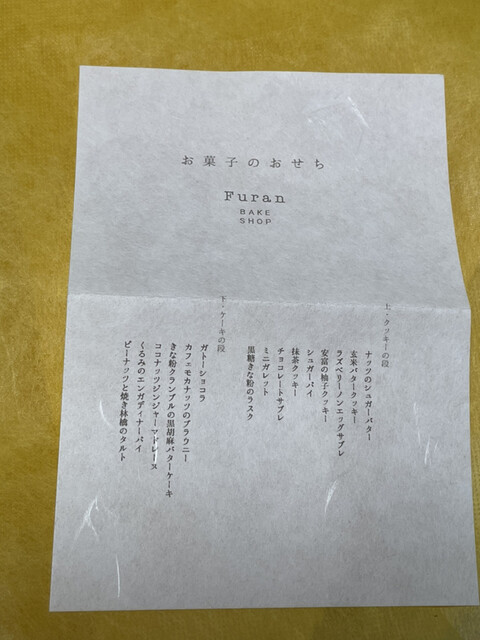 お菓子のおせち
Furan
BAKE
SHOP
上・クッキーの段
ナッツのシュガーバター
玄米バタークッキー
ラズベリーノンエッグサブレ
安富の柚子クッキー
シュガーパイ
抹茶クッキー
チョコレートサブレ
ミニガレット
黒糖きな粉のラスク
下・ケーキの段
ガトーショコラ
カフェモカナッツのブラウニー
きな粉クランブルの黒胡麻バターケーキ
ココナッツジンジャーマドレーヌ
くるみのエンガディナーパイ
ピーナッツと焼き林檎のタルト